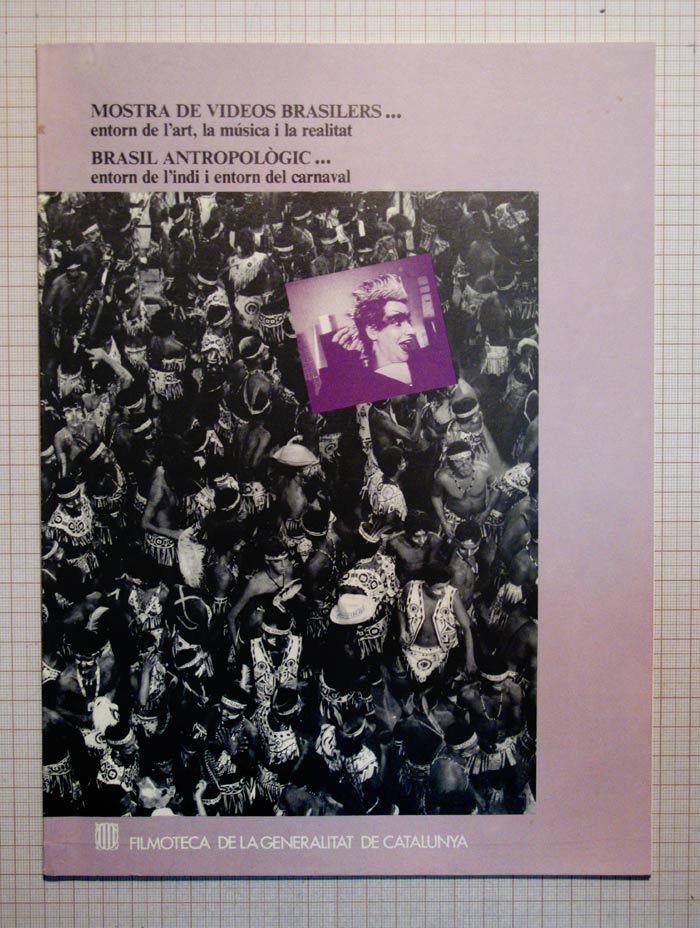 MOSTRA DE VIDEOS BRASILERS...
entorn de l'art, la música i la realitat
BRASIL ANTROPOLÒGIC...
entorn de l'indi i entorn del carnaval
FILMOTECA DE LA GENERALITAT DE CATALUNYA